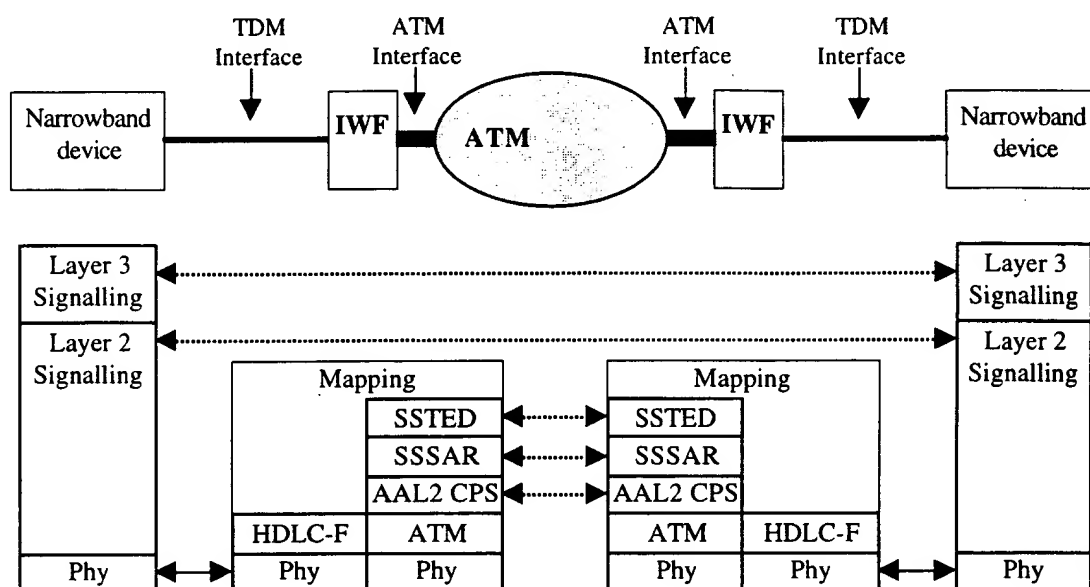 TDM
Interface
ATM
Interface
ATM
Interface
TDM
Interface
Narrowband
device
IWF
ATM
IWF
Narrowband
device
Layer 3
Signalling
Layer 3
Signalling
Layer 2
Signalling
Layer 2
Signalling
Mapping
Mapping
SSTED
SSTED
SSSAR
SSSAR
AAL2 CPS
AAL2 CPS
HDLC-F
ATM
ATM
HDLC-F
Phy
Phy
Phy
Phy
Phy
Phy